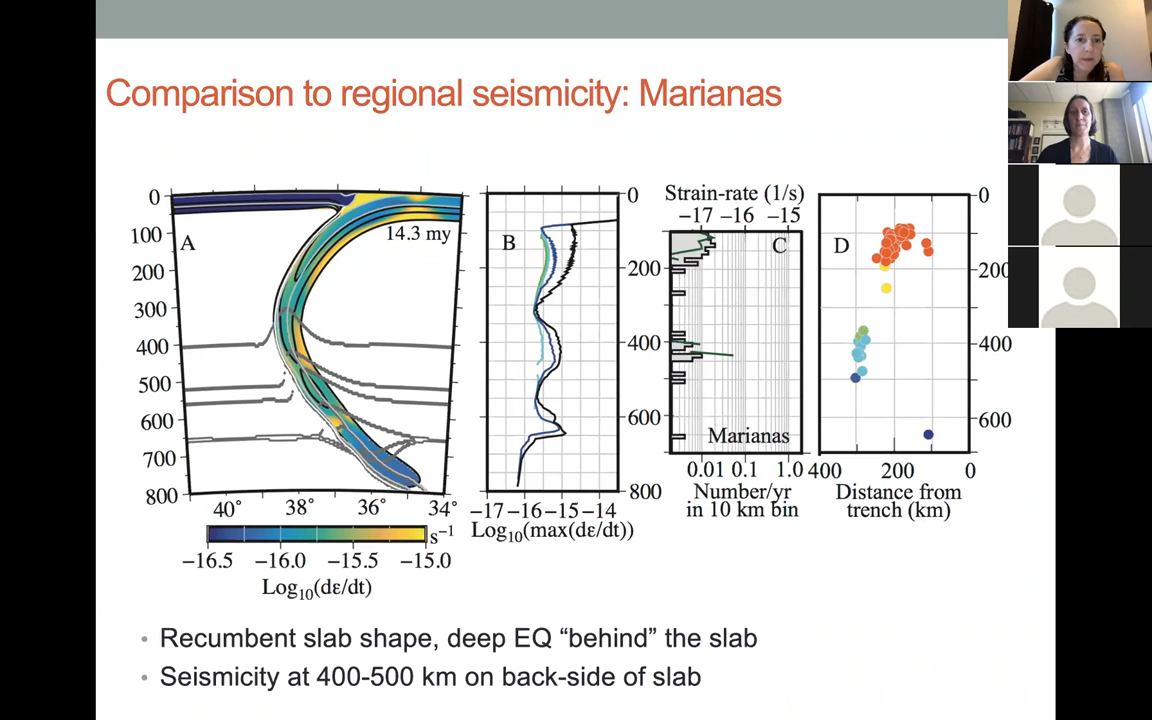 Comparison to regional seismicity: Marianas
0
100
200
300
400
500
600
700
800
A
14.3 my
40°
38°
36°
34°
s⁻¹
−16.5
−16.0
−15.5
−15.0
Log₁₀(dε/dt)
B
0
200
400
600
800
−17
−16
−15
−14
Log₁₀(max(dε/dt))
Strain-rate (1/s)
−17
−16
−15
C
Marianas
0.01
0.1
1.0
Number/yr
in 10 km bin
D
0
200
400
600
400
200
0
Distance from
trench (km)
• Recumbent slab shape, deep EQ “behind” the slab
• Seismicity at 400-500 km on back-side of slab